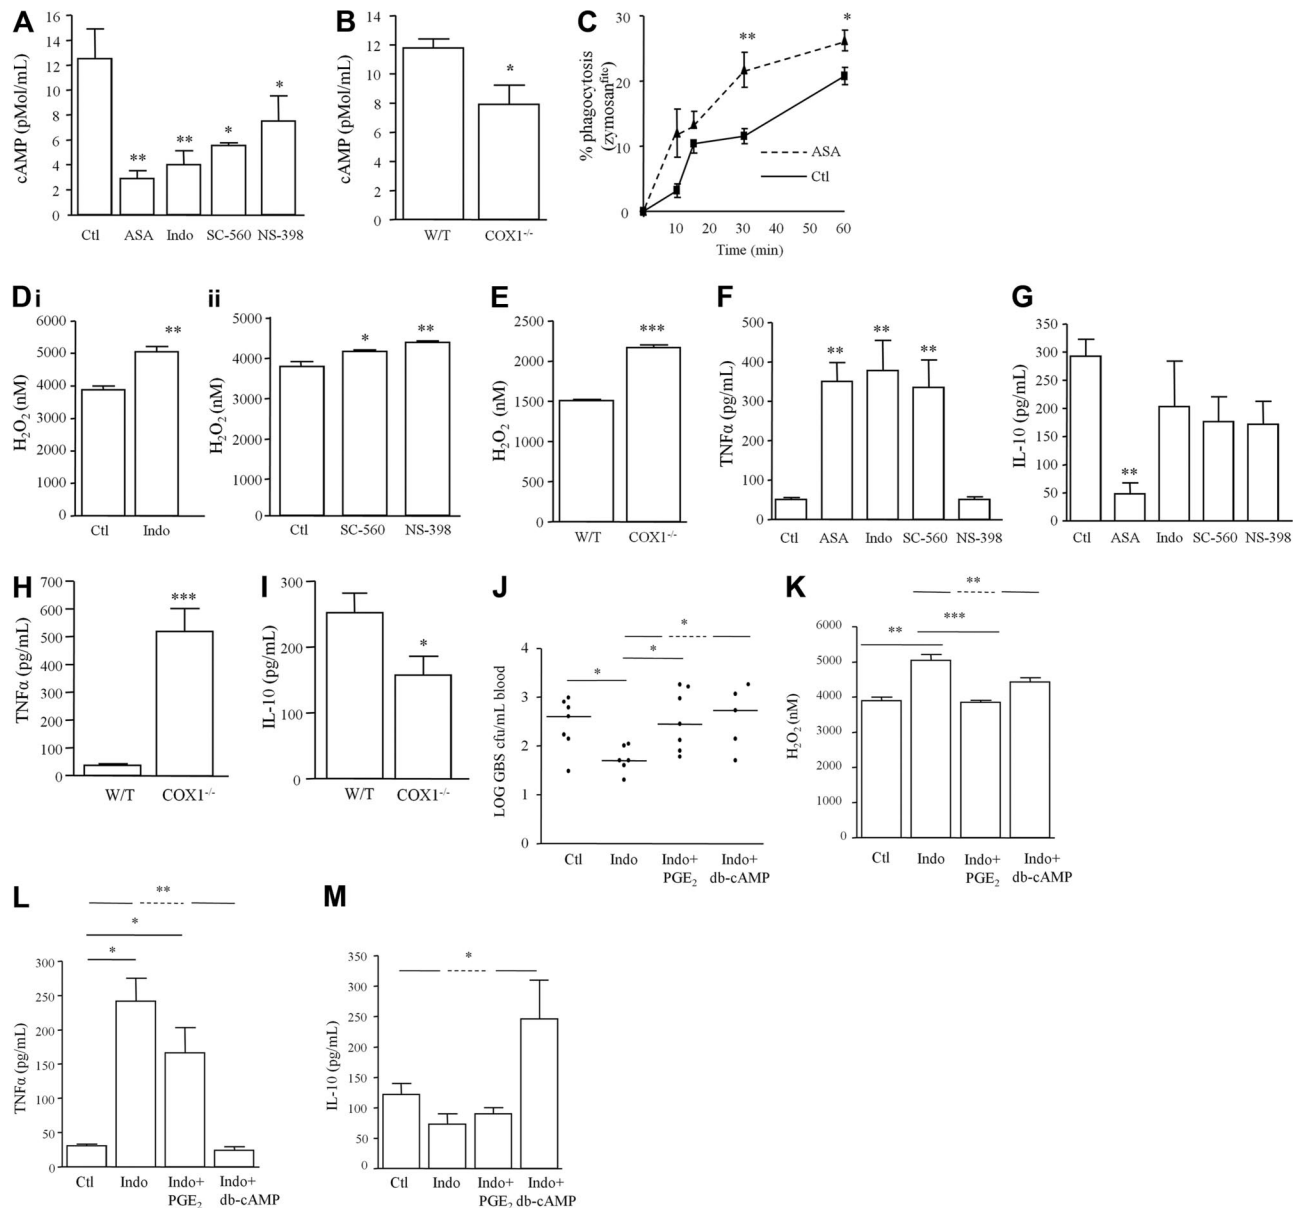 A
cAMP (pMol/mL)
16
14
12
10
8
6
4
2
0
**
**
*
*
Ctl ASA Indo SC-560 NS-398
B
cAMP (pMol/mL)
14
12
10
8
6
4
2
0
*
W/T COX1-/-
C
% phagocytosis
(zymosanfitc)
30
20
10
0
**
*
ASA
Ctl
10 20 30 40 50 60
Time (min)
D i
H2O2 (nM)
6000
5000
4000
3000
2000
1000
0
**
Ctl Indo
ii
H2O2 (nM)
5000
4000
3000
2000
1000
0
*
**
Ctl SC-560 NS-398
E
H2O2 (nM)
2500
2000
1500
1000
500
0
***
W/T COX1-/-
F
TNFα (pg/mL)
500
400
300
200
100
0
**
**
**
Ctl ASA Indo SC-560 NS-398
G
IL-10 (pg/mL)
350
300
250
200
150
100
50
0
**
Ctl ASA Indo SC-560 NS-398
H
TNFα (pg/mL)
700
600
500
400
300
200
100
0
***
W/T COX1-/-
I
IL-10 (pg/mL)
300
200
100
0
*
W/T COX1-/-
J
LOG GBS cfu/mL blood
4
3
2
1
0
*
*
*
Ctl Indo Indo+ Indo+
PGE2 db-cAMP
K
H2O2 (nM)
6000
5000
4000
3000
2000
1000
0
**
***
**
Ctl Indo Indo+ Indo+
PGE2 db-cAMP
L
TNFα (pg/mL)
300
250
200
150
100
50
0
**
*
*
Ctl Indo Indo+ Indo+
PGE2 db-cAMP
M
IL-10 (pg/mL)
350
300
250
200
150
100
50
0
*
Ctl Indo Indo+ Indo+
PGE2 db-cAMP